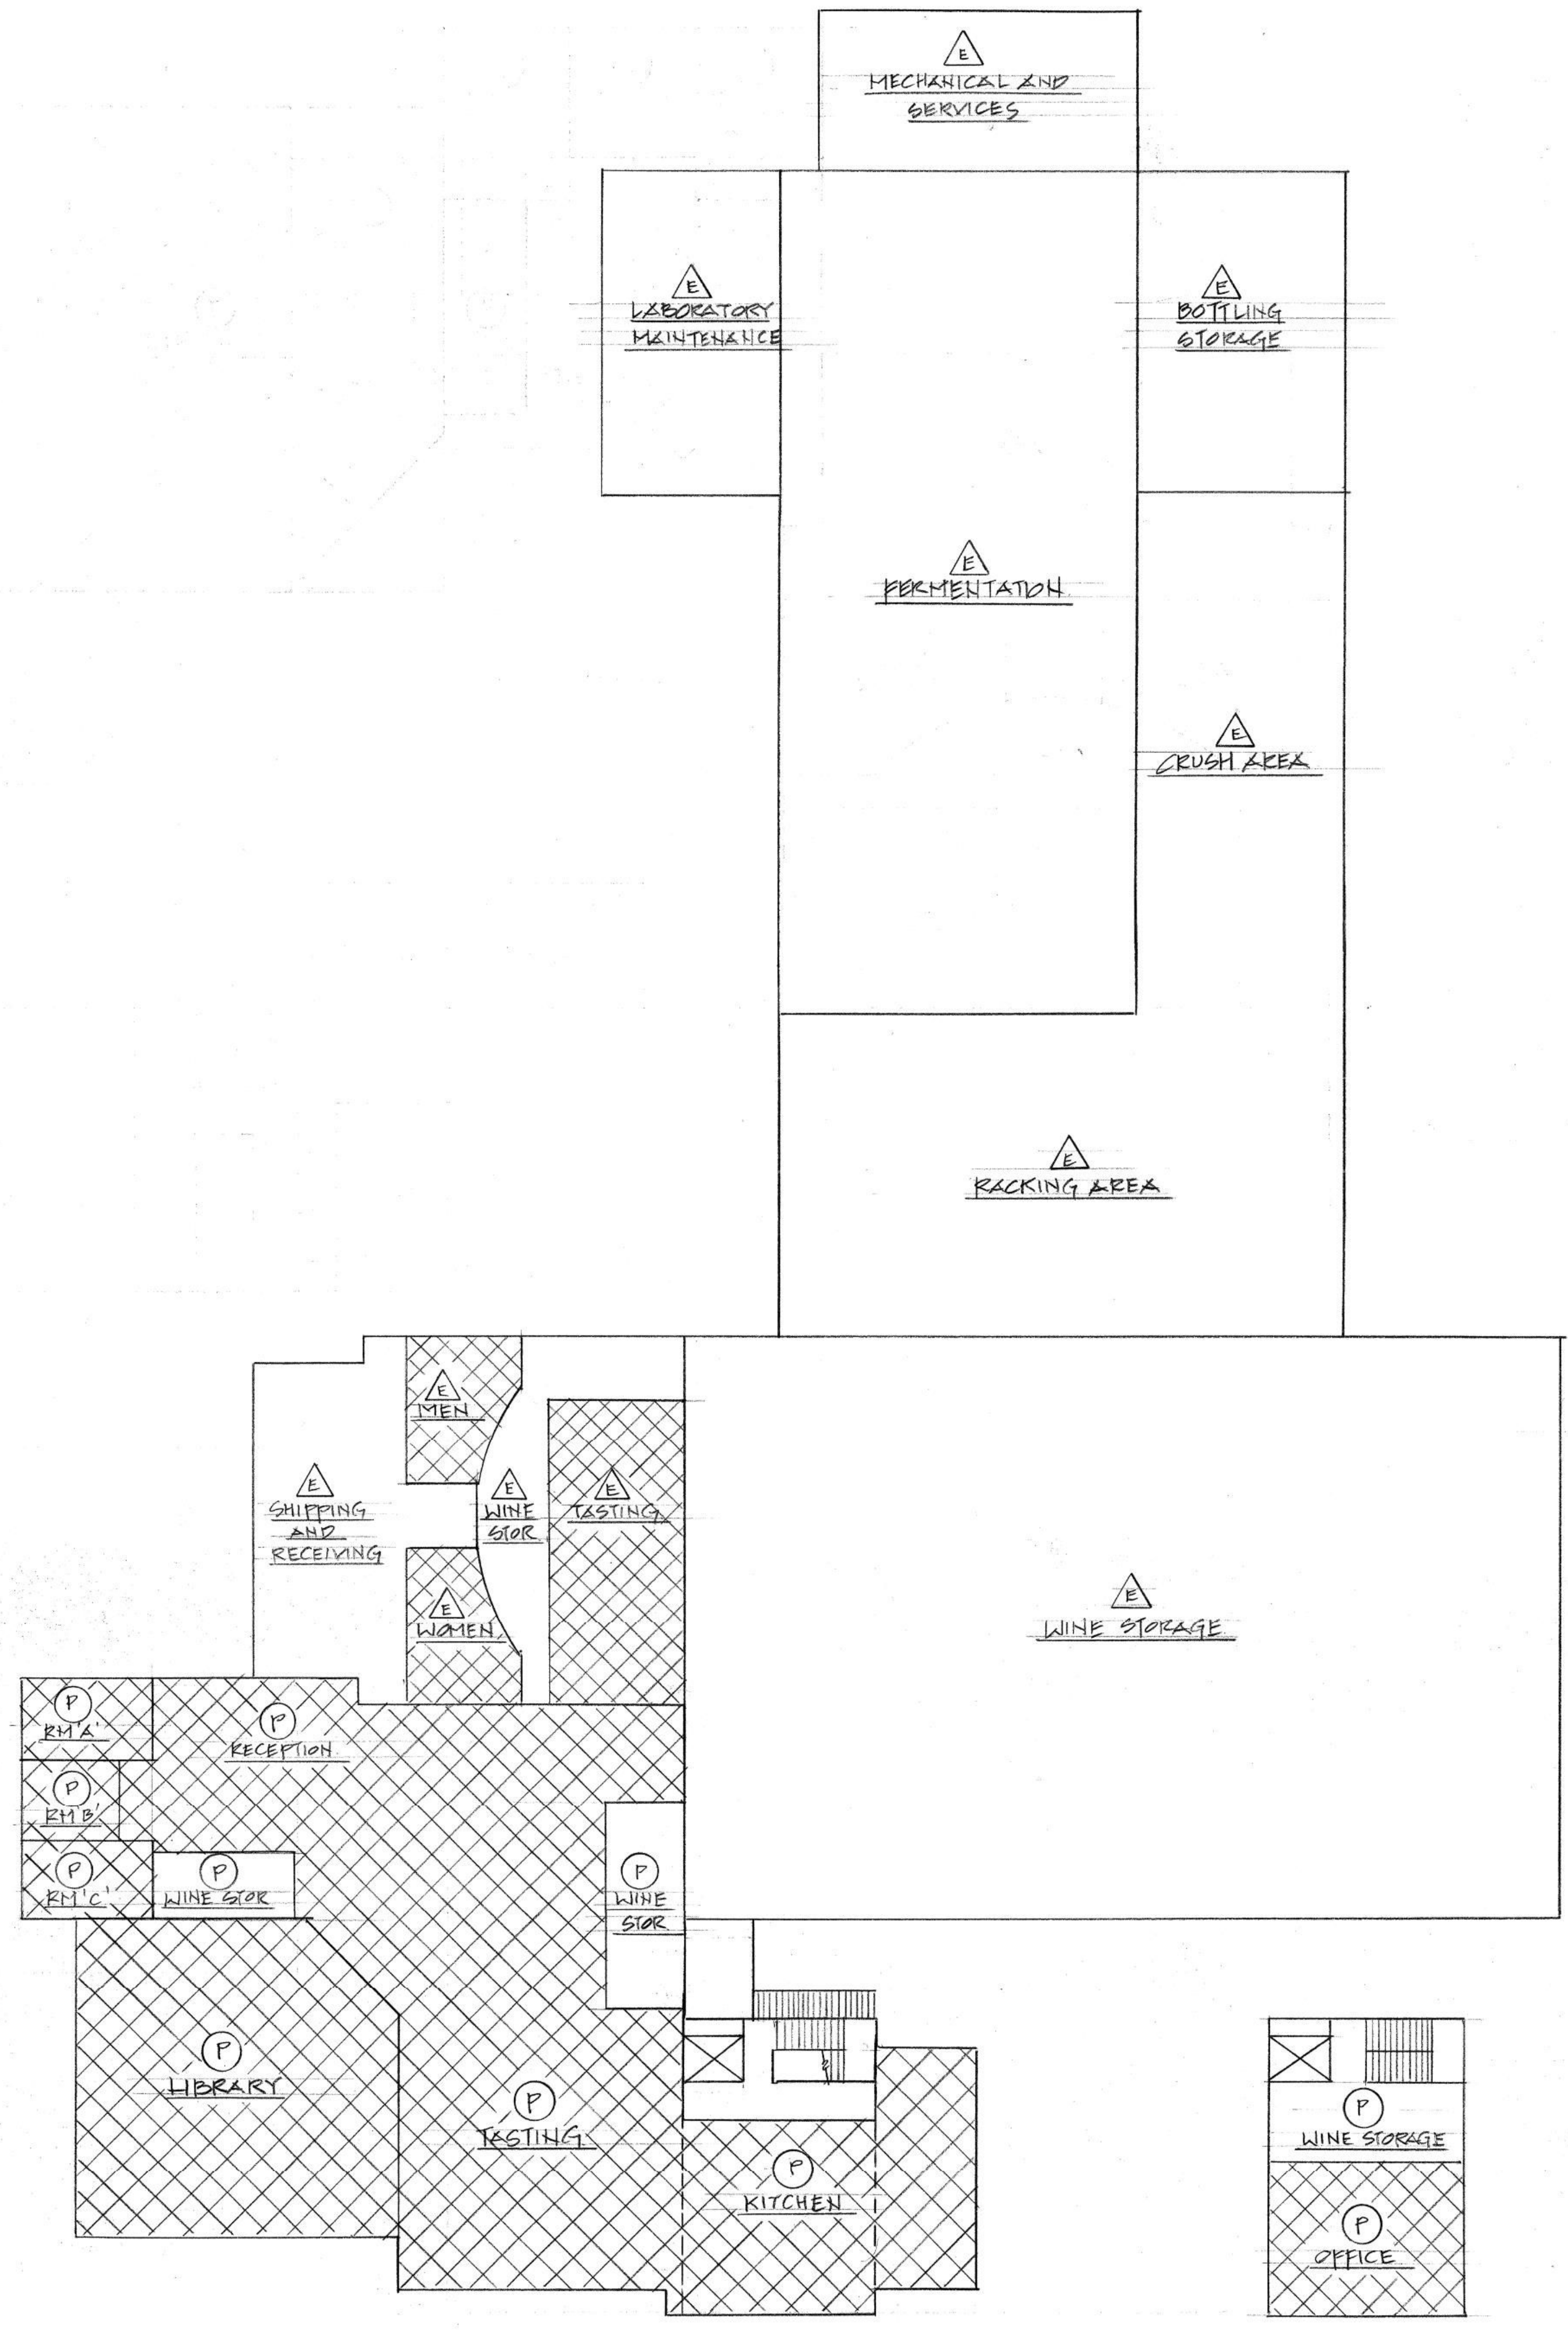 E
MECHANICAL AND
SERVICES
E
LABORATORY
MAINTENANCE
E
BOTTLING
STORAGE
E
FERMENTATION
E
CRUSH AREA
E
RACKING AREA
E
MEN
E
SHIPPING
AND
RECEIVING
E
WINE
STOR
E
TASTING
E
WOMEN
E
WINE STORAGE
P
RM 'A'
P
RECEPTION
P
RM 'B'
P
RM 'C'
P
WINE STOR
P
WINE
STOR
P
LIBRARY
P
TASTING
P
KITCHEN
P
WINE STORAGE
P
OFFICE